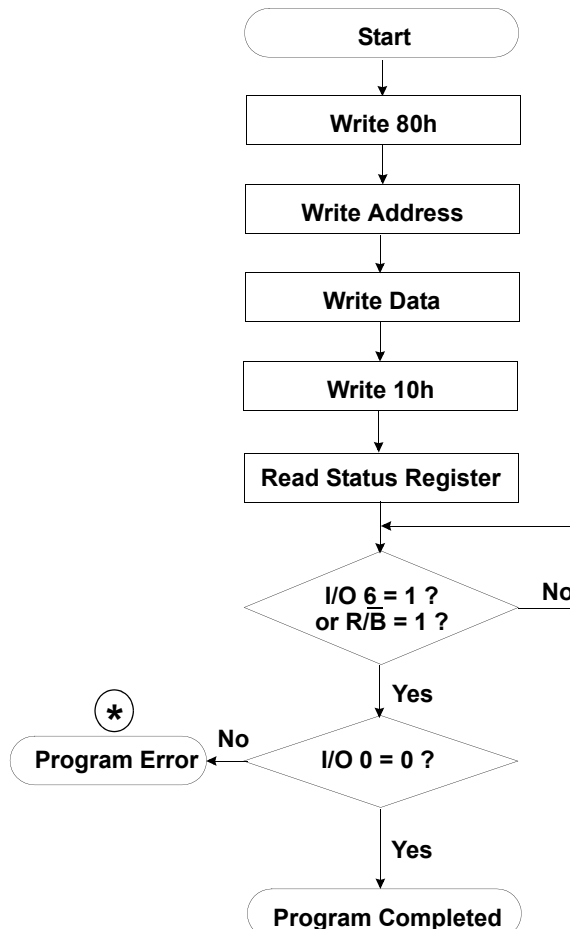 Start
Write 80h
Write Address
Write Data
Write 10h
Read Status Register
I/O 6 = 1 ?
or R/B̅ = 1 ?
No
Yes
*
No
Program Error
I/O 0 = 0 ?
Yes
Program Completed